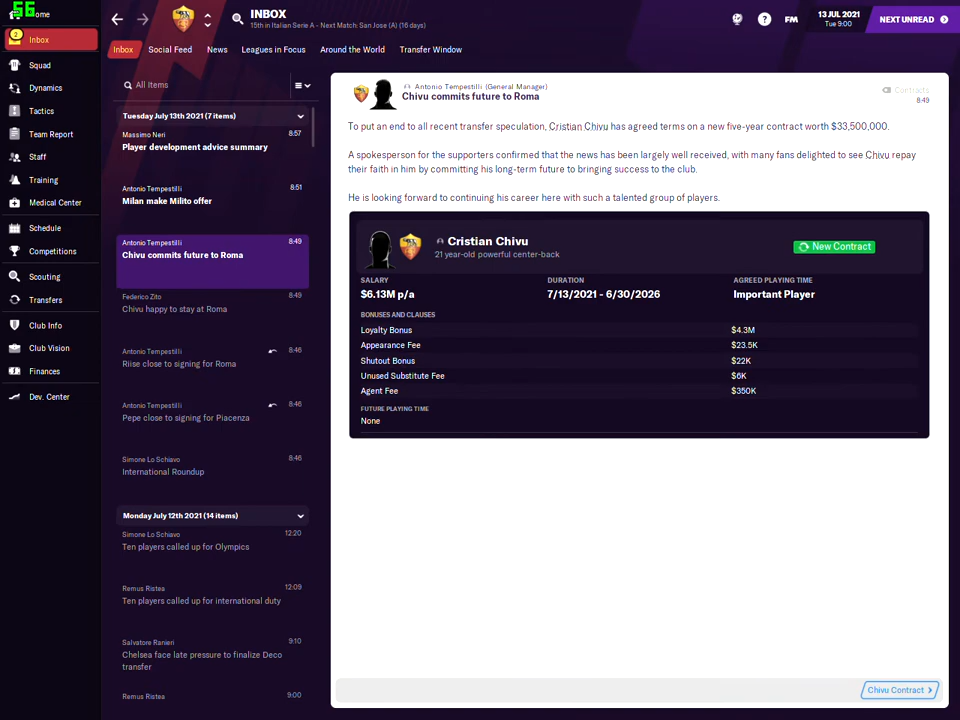 56
ome
2
Inbox
Squad
Dynamics
Tactics
Team Report
Staff
Training
Medical Center
Schedule
Competitions
Scouting
Transfers
Club Info
Club Vision
Finances
Dev. Center
INBOX
15th in Italian Serie A - Next Match: San Jose (A) (16 days)
? FM
13 JUL 2021
Tue 9:00
NEXT UNREAD
Inbox Social Feed News Leagues in Focus Around the World Transfer Window
All Items
Tuesday July 13th 2021 (7 items)
Massimo Neri 8:57
Player development advice summary
Antonio Tempestilli 8:51
Milan make Milito offer
Antonio Tempestilli 8:49
Chivu commits future to Roma
Federico Zito 8:49
Chivu happy to stay at Roma
Antonio Tempestilli 8:46
Riise close to signing for Roma
Antonio Tempestilli 8:46
Pepe close to signing for Piacenza
Simone Lo Schiavo 8:46
International Roundup
Monday July 12th 2021 (14 items)
Simone Lo Schiavo 12:20
Ten players called up for Olympics
Remus Ristea 12:09
Ten players called up for international duty
Salvatore Ranieri 9:10
Chelsea face late pressure to finalize Deco
transfer
Remus Ristea 9:00
Antonio Tempestilli (General Manager)
Chivu commits future to Roma
Contracts
8:49
To put an end to all recent transfer speculation, Cristian Chivu has agreed terms on a new five-year contract worth $33,500,000.
A spokesperson for the supporters confirmed that the news has been largely well received, with many fans delighted to see Chivu repay
their faith in him by committing his long-term future to bringing success to the club.
He is looking forward to continuing his career here with such a talented group of players.
Cristian Chivu
21 year-old powerful center-back
New Contract
SALARY DURATION AGREED PLAYING TIME
$6.13M p/a 7/13/2021 - 6/30/2026 Important Player
BONUSES AND CLAUSES
Loyalty Bonus $4.3M
Appearance Fee $23.5K
Shutout Bonus $22K
Unused Substitute Fee $6K
Agent Fee $350K
FUTURE PLAYING TIME
None
Chivu Contract